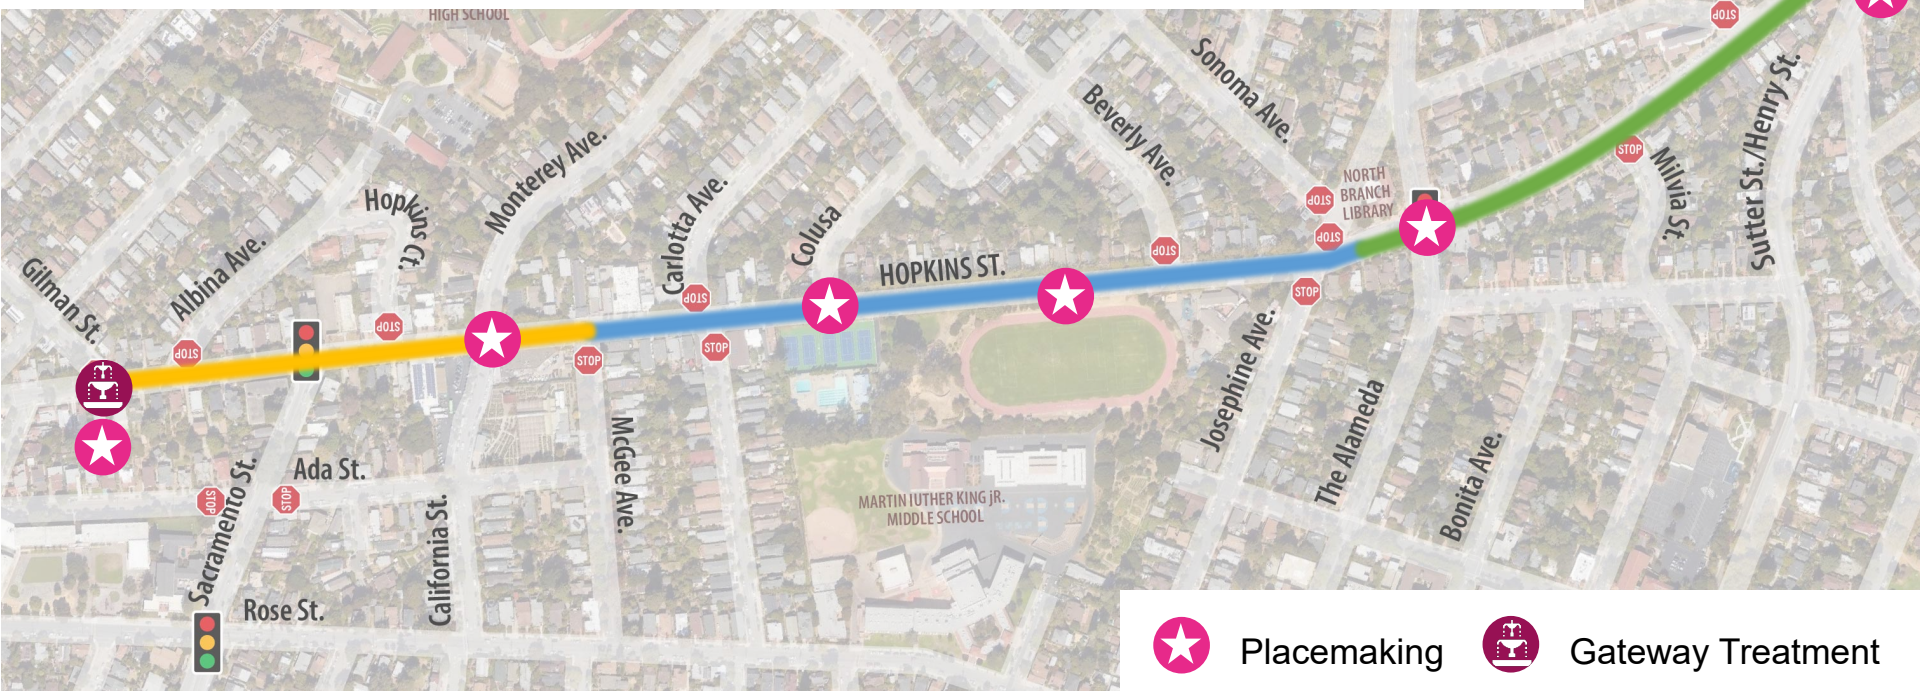 HIGH SCHOOL
STOP
Sonoma Ave.
Beverly Ave.
Sutter St./Henry St.
Monterey Ave.
STOP
Milvia St.
NORTH
BRANCH
LIBRARY
STOP
STOP
Hopkins Ct.
Carlotta Ave.
Colusa
HOPKINS ST.
STOP
Gilman St.
Albina Ave.
STOP
STOP
STOP
STOP
STOP
STOP
Josephine Ave.
The Alameda
Bonita Ave.
McGee Ave.
Ada St.
STOP
STOP
Sacramento St.
California St.
MARTIN lUTHER KING jR.
MIDDLE SCHOOL
Rose St.
Placemaking
Gateway Treatment